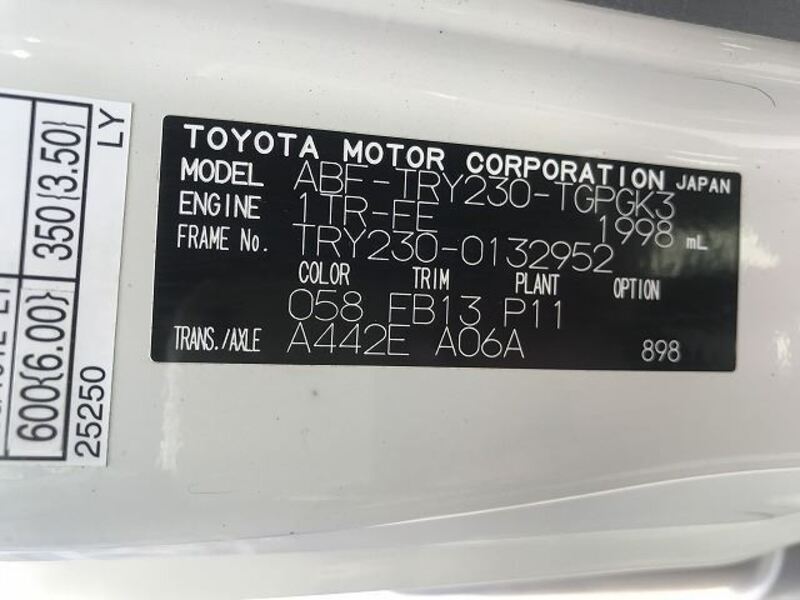 TOYOTA MOTOR CORPORATION JAPAN
MODEL ABF-TRY230-TGPGK3
ENGINE 1TR-FE 1998 mL
FRAME No. TRY230-0132952
COLOR TRIM PLANT OPTION
058 FB13 P11
TRANS./AXLE A442E A06A 898
350{3.50}
600{6.00}
LY
25250